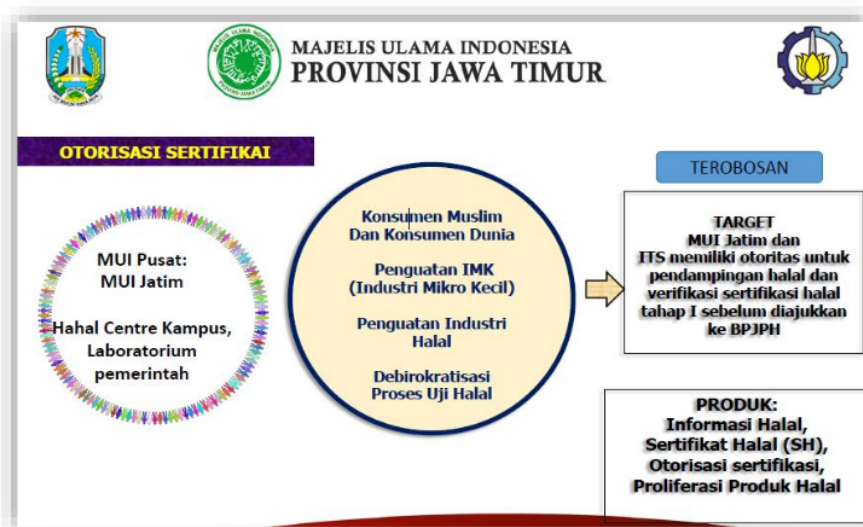 MAJELIS ULAMA INDONESIA
PROVINSI JAWA TIMUR
OTORISASI SERTIFIKAI
MUI Pusat:
MUI Jatim
Hahal Centre Kampus,
Laboratorium
pemerintah
Konsumen Muslim
Dan Konsumen Dunia
Penguatan IMK
(Industri Mikro Kecil)
Penguatan Industri
Halal
Debirokratisasi
Proses Uji Halal
TEROBOSAN
TARGET
MUI Jatim dan
ITS memiliki otoritas untuk
pendampingan halal dan
verifikasi sertifikasi halal
tahap I sebelum diajukkan
ke BPJPH
PRODUK:
Informasi Halal,
Sertifikat Halal (SH),
Otorisasi sertifikasi,
Proliferasi Produk Halal